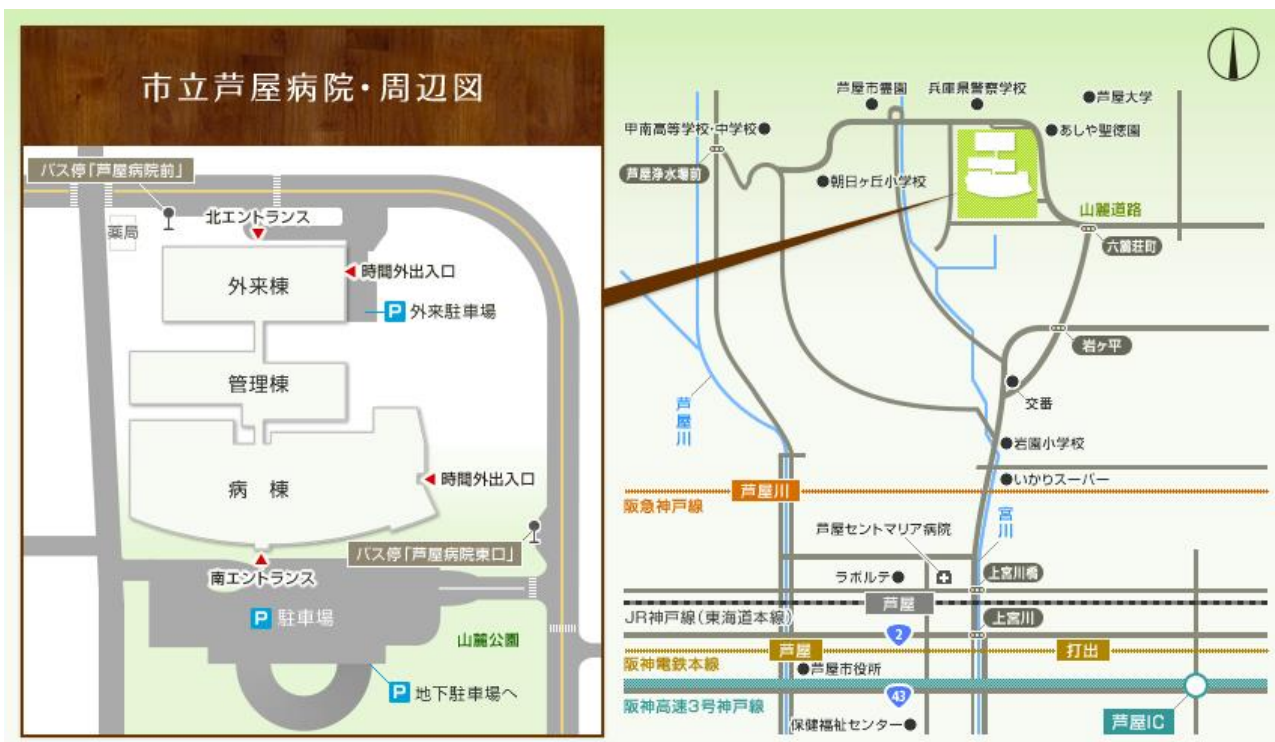 市立芦屋病院・周辺図
バス停「芦屋病院前」
薬局
北エントランス
外来棟
時間外出入口
P 外来駐車場
管理棟
病 棟
時間外出入口
バス停「芦屋病院東口」
南エントランス
P 駐車場
山麓公園
P 地下駐車場へ
芦屋市霊園
兵庫県警察学校
芦屋大学
甲南高等学校・中学校
あしや聖徳園
芦屋浄水場前
朝日ヶ丘小学校
山麓道路
六麓荘町
岩ヶ平
交番
芦屋川
岩園小学校
いかりスーパー
芦屋川
阪急神戸線
宮川
芦屋セントマリア病院
ラポルテ
上宮川橋
芦屋
JR神戸線(東海道本線)
2
上宮川
芦屋
打出
阪神電鉄本線
芦屋市役所
43
阪神高速3号神戸線
保健福祉センター
芦屋IC